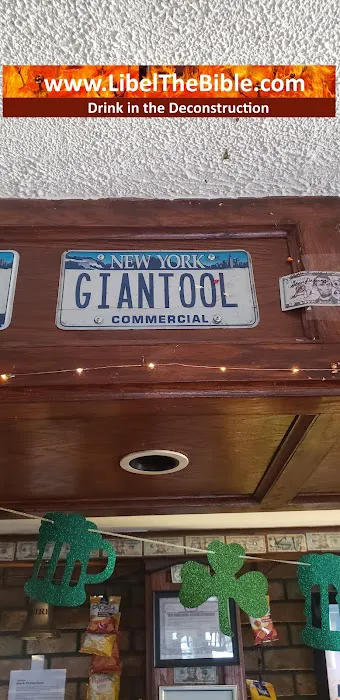 www.LibelTheBible.com
Drink in the Deconstruction
NEW YORK
GIANTOOL
COMMERCIAL